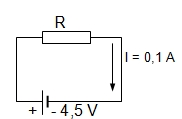 R
I = 0,1 A
+ - 4,5 V